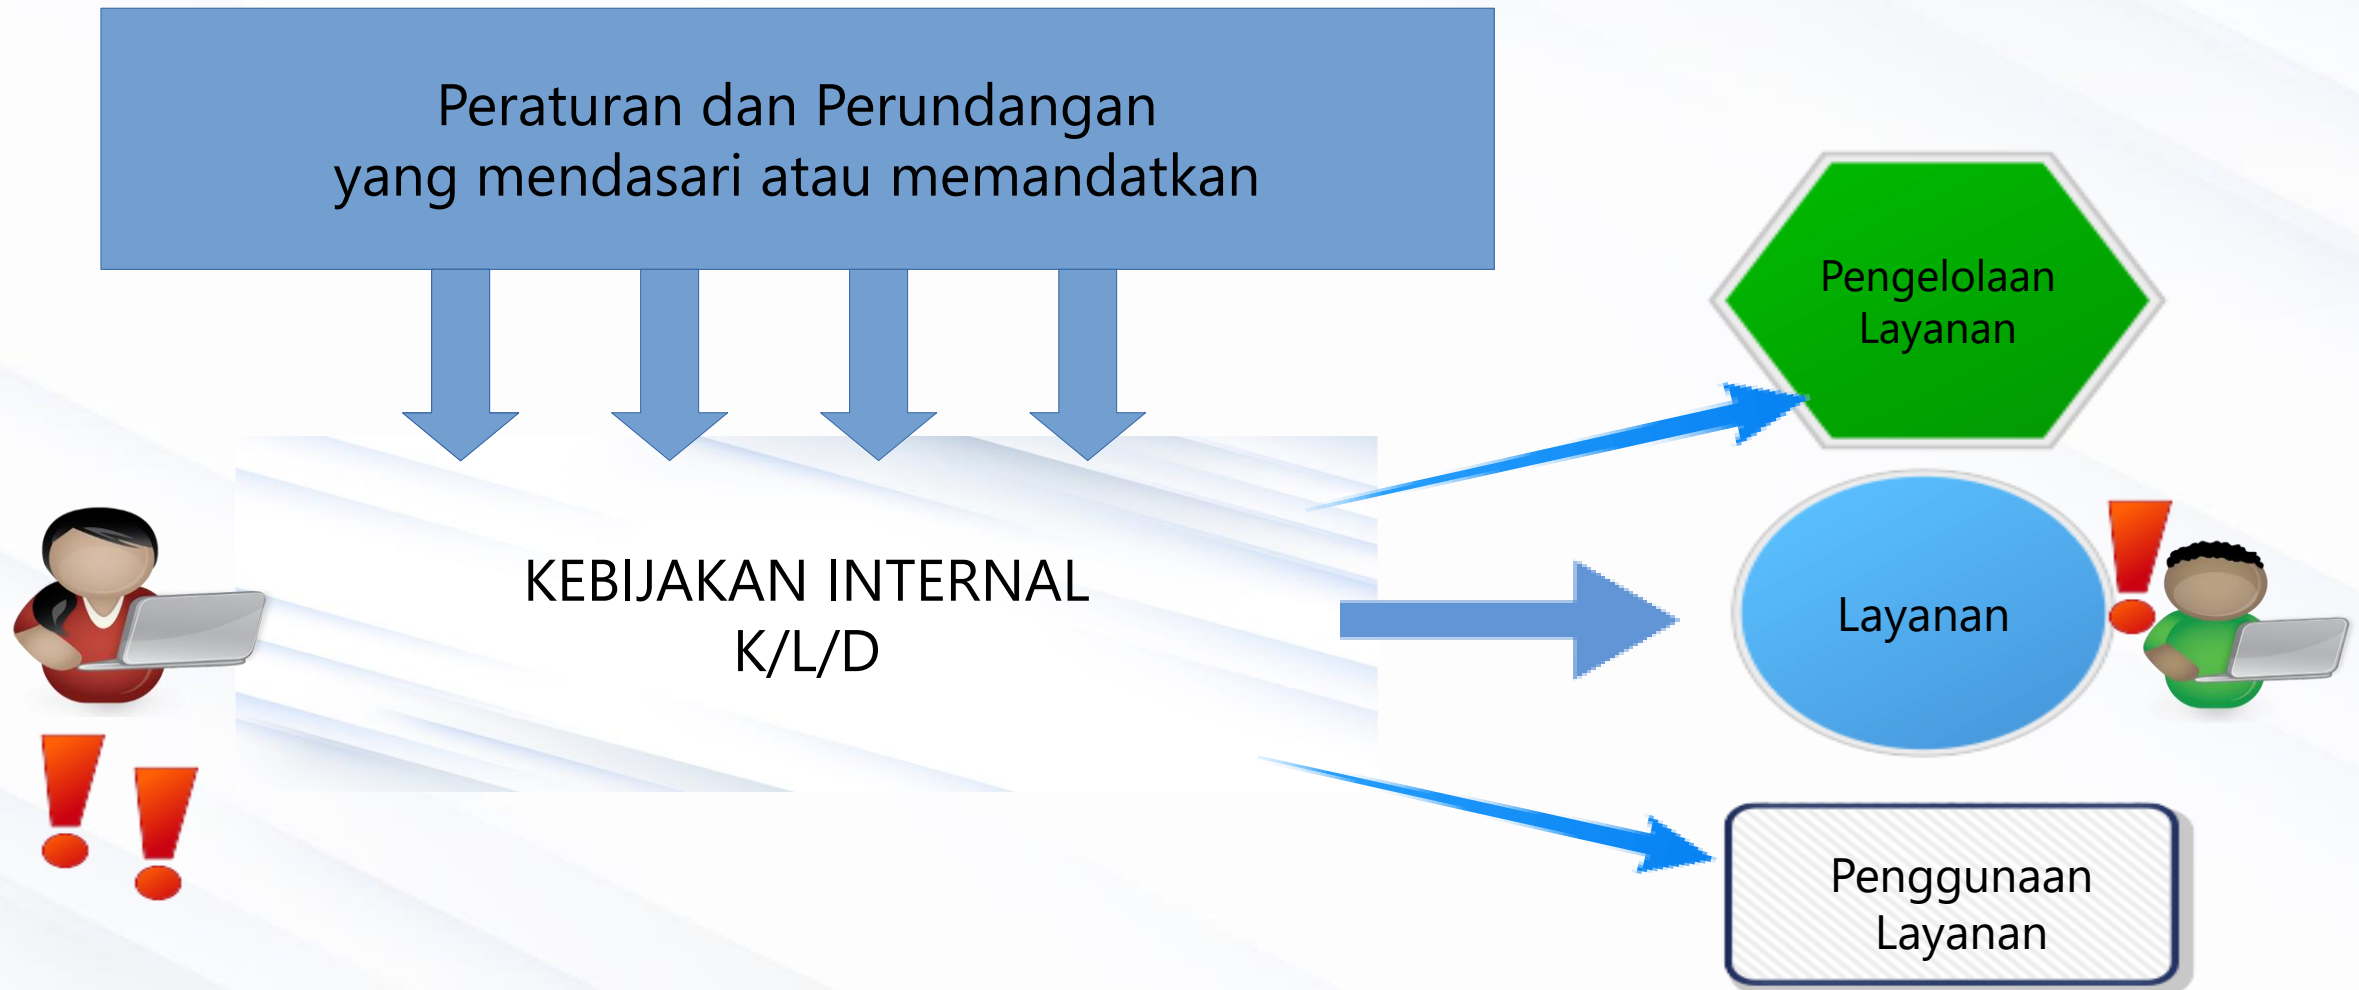 Peraturan dan Perundangan
yang mendasari atau memandatkan
Pengelolaan
Layanan
KEBIJAKAN INTERNAL
K/L/D
Layanan
Penggunaan
Layanan